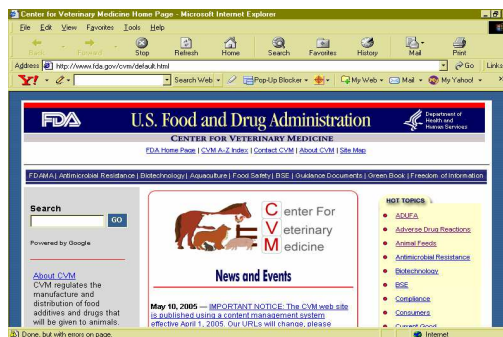 Center for Veterinary Medicine Home Page - Microsoft Internet Explorer
File Edit View Favorites Tools Help
Back Forward Stop Refresh Home Search Favorites History Mail Print
Address http://www.fda.gov/cvm/default.html Go Links
Y! Search Web Pop-Up Blocker My Web Mail My Yahoo!
FDA U.S. Food and Drug Administration Department of Health and Human Services
CENTER FOR VETERINARY MEDICINE
FDA Home Page | CVM A-Z Index | Contact CVM | About CVM | Site Map
FDAMA| Antimicrobial Resistance | Biotechnology| Aquaculture | Food Safety| BSE | Guidance Documents | Green Book | Freedom of Information
Search
GO
Powered by Google
About CVM
CVM regulates the
manufacture and
distribution of food
additives and drugs that
will be given to animals.
Center For
Veterinary
Medicine
News and Events
May 10, 2005 — IMPORTANT NOTICE: The CVM web site
is published using a content management system
effective April 1, 2005. Our URLs will change, please
HOT TOPICS
ADUFA
Adverse Drug Reactions
Animal Feeds
Antimicrobial Resistance
Biotechnology
BSE
Compliance
Consumers
Current Good
Done, but with errors on page. Internet